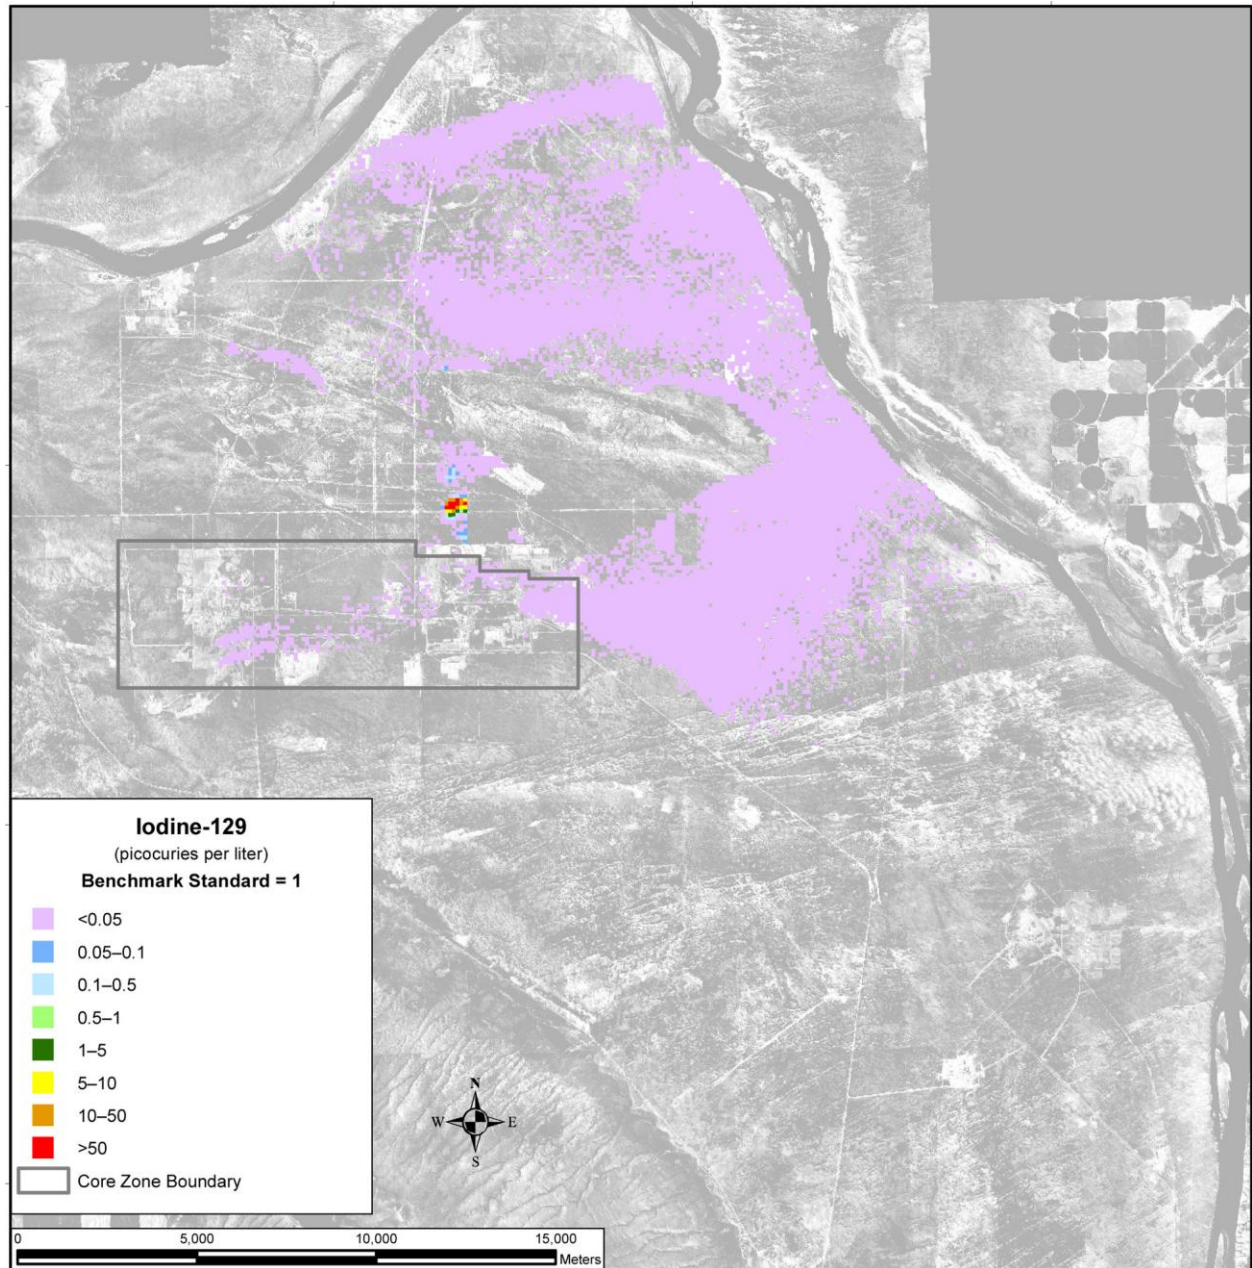 Iodine-129
(picocuries per liter)
Benchmark Standard = 1
<0.05
0.05–0.1
0.1–0.5
0.5–1
1–5
5–10
10–50
>50
Core Zone Boundary
N
W E
S
0 5,000 10,000 15,000
Meters